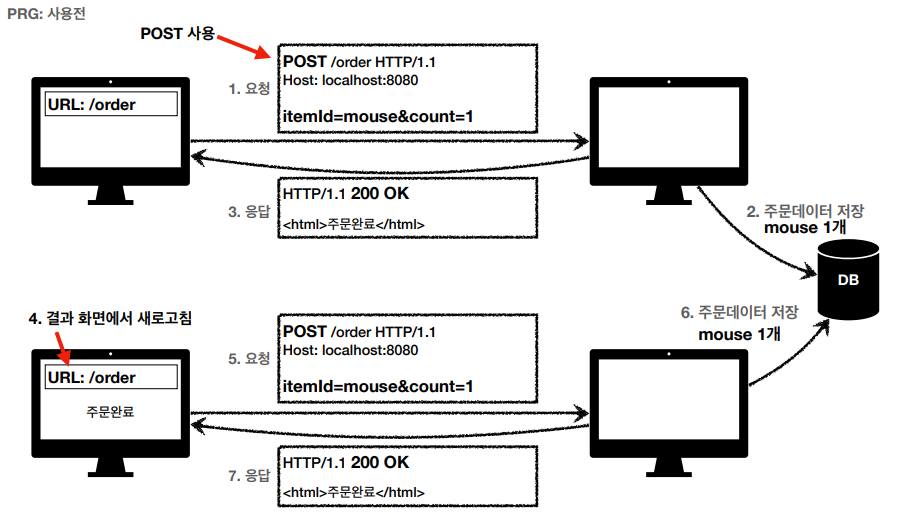 PRG: 사용전
POST 사용
POST /order HTTP/1.1
Host: localhost:8080
1. 요청
itemId=mouse&count=1
URL: /order
HTTP/1.1 200 OK
3. 응답
<html>주문완료</html>
2. 주문데이터 저장
mouse 1개
DB
4. 결과 화면에서 새로고침
POST /order HTTP/1.1
Host: localhost:8080
5. 요청
itemId=mouse&count=1
URL: /order
주문완료
6. 주문데이터 저장
mouse 1개
HTTP/1.1 200 OK
7. 응답
<html>주문완료</html>